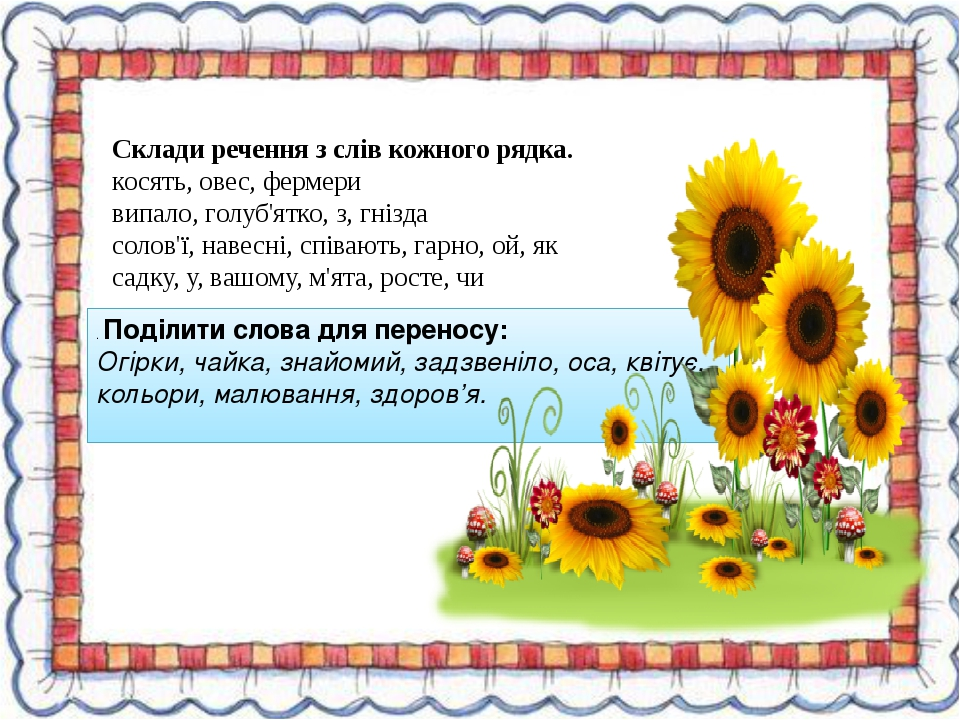 Склади речення з слів кожного рядка.
косять, овес, фермери
випало, голуб'ятко, з, гнізда
солов'ї, навесні, співають, гарно, ой, як
садку, у, вашому, м'ята, росте, чи
. Поділити слова для переносу:
Огірки, чайка, знайомий, задзвеніло, оса, квітує,
кольори, малювання, здоров’я.